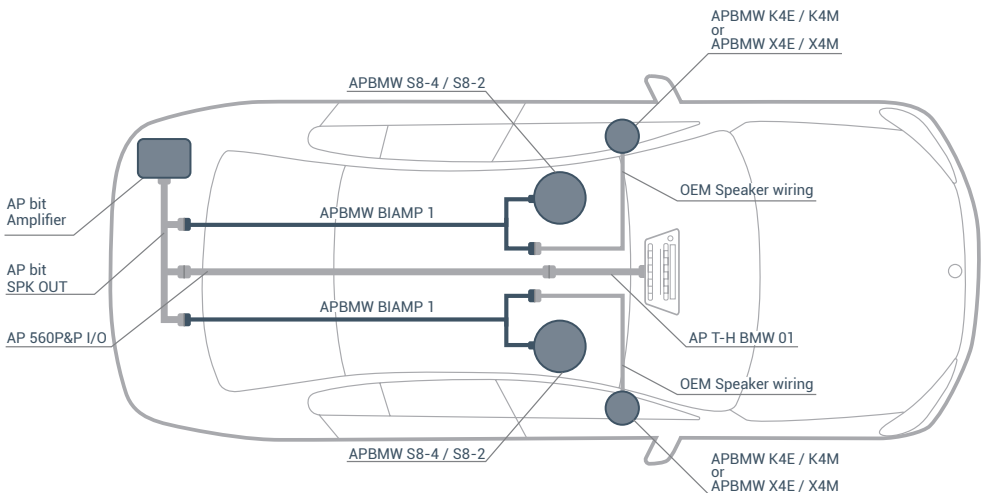 APBMW K4E / K4M
or
APBMW X4E / X4M
APBMW S8-4 / S8-2
OEM Speaker wiring
AP bit
Amplifier
APBMW BIAMP 1
AP bit
SPK OUT
APBMW BIAMP 1
AP 560P&P I/O
AP T-H BMW 01
OEM Speaker wiring
APBMW S8-4 / S8-2
APBMW K4E / K4M
or
APBMW X4E / X4M